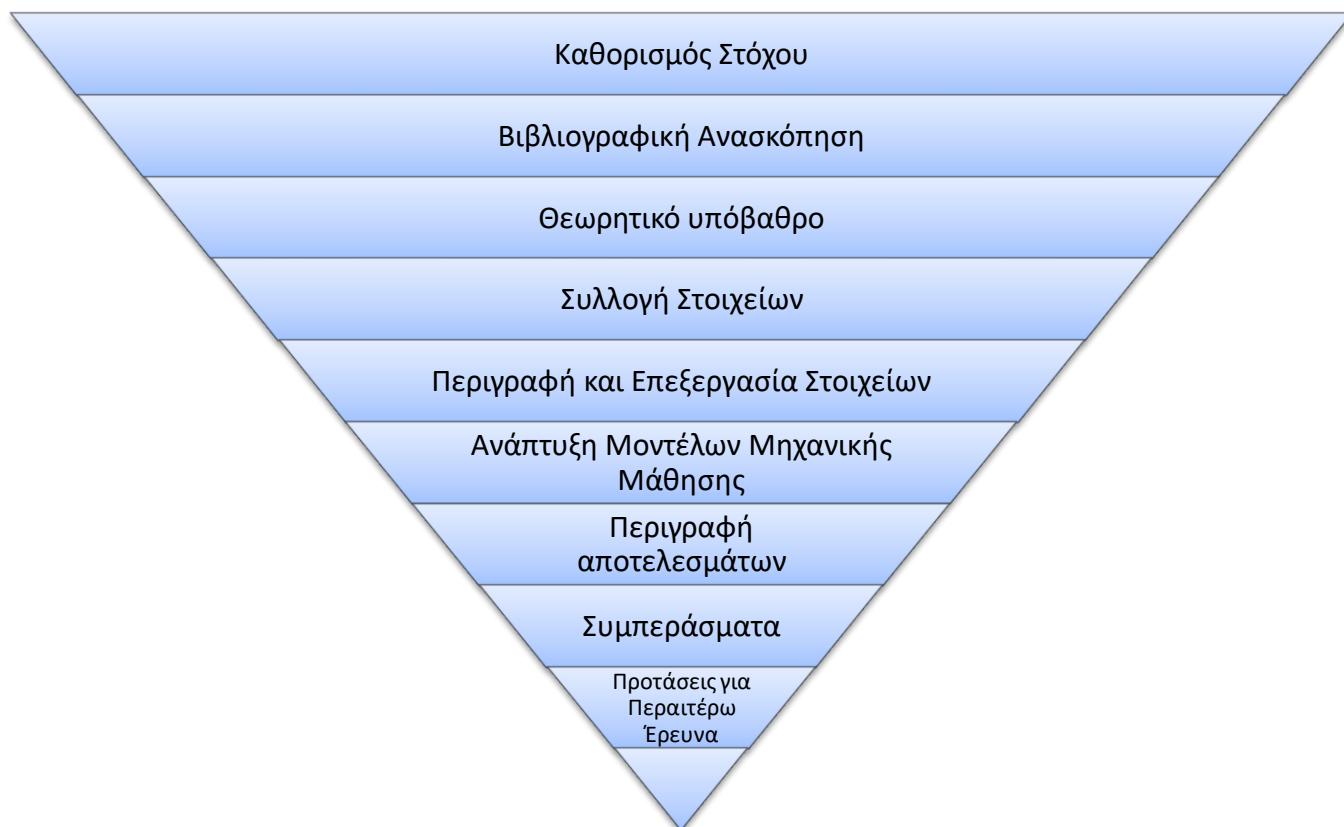 Καθορισμός Στόχου
Βιβλιογραφική Ανασκόπηση
Θεωρητικό υπόβαθρο
Συλλογή Στοιχείων
Περιγραφή και Επεξεργασία Στοιχείων
Ανάπτυξη Μοντέλων Μηχανικής
Μάθησης
Περιγραφή
αποτελεσμάτων
Συμπεράσματα
Προτάσεις για
Περαιτέρω
Έρευνα